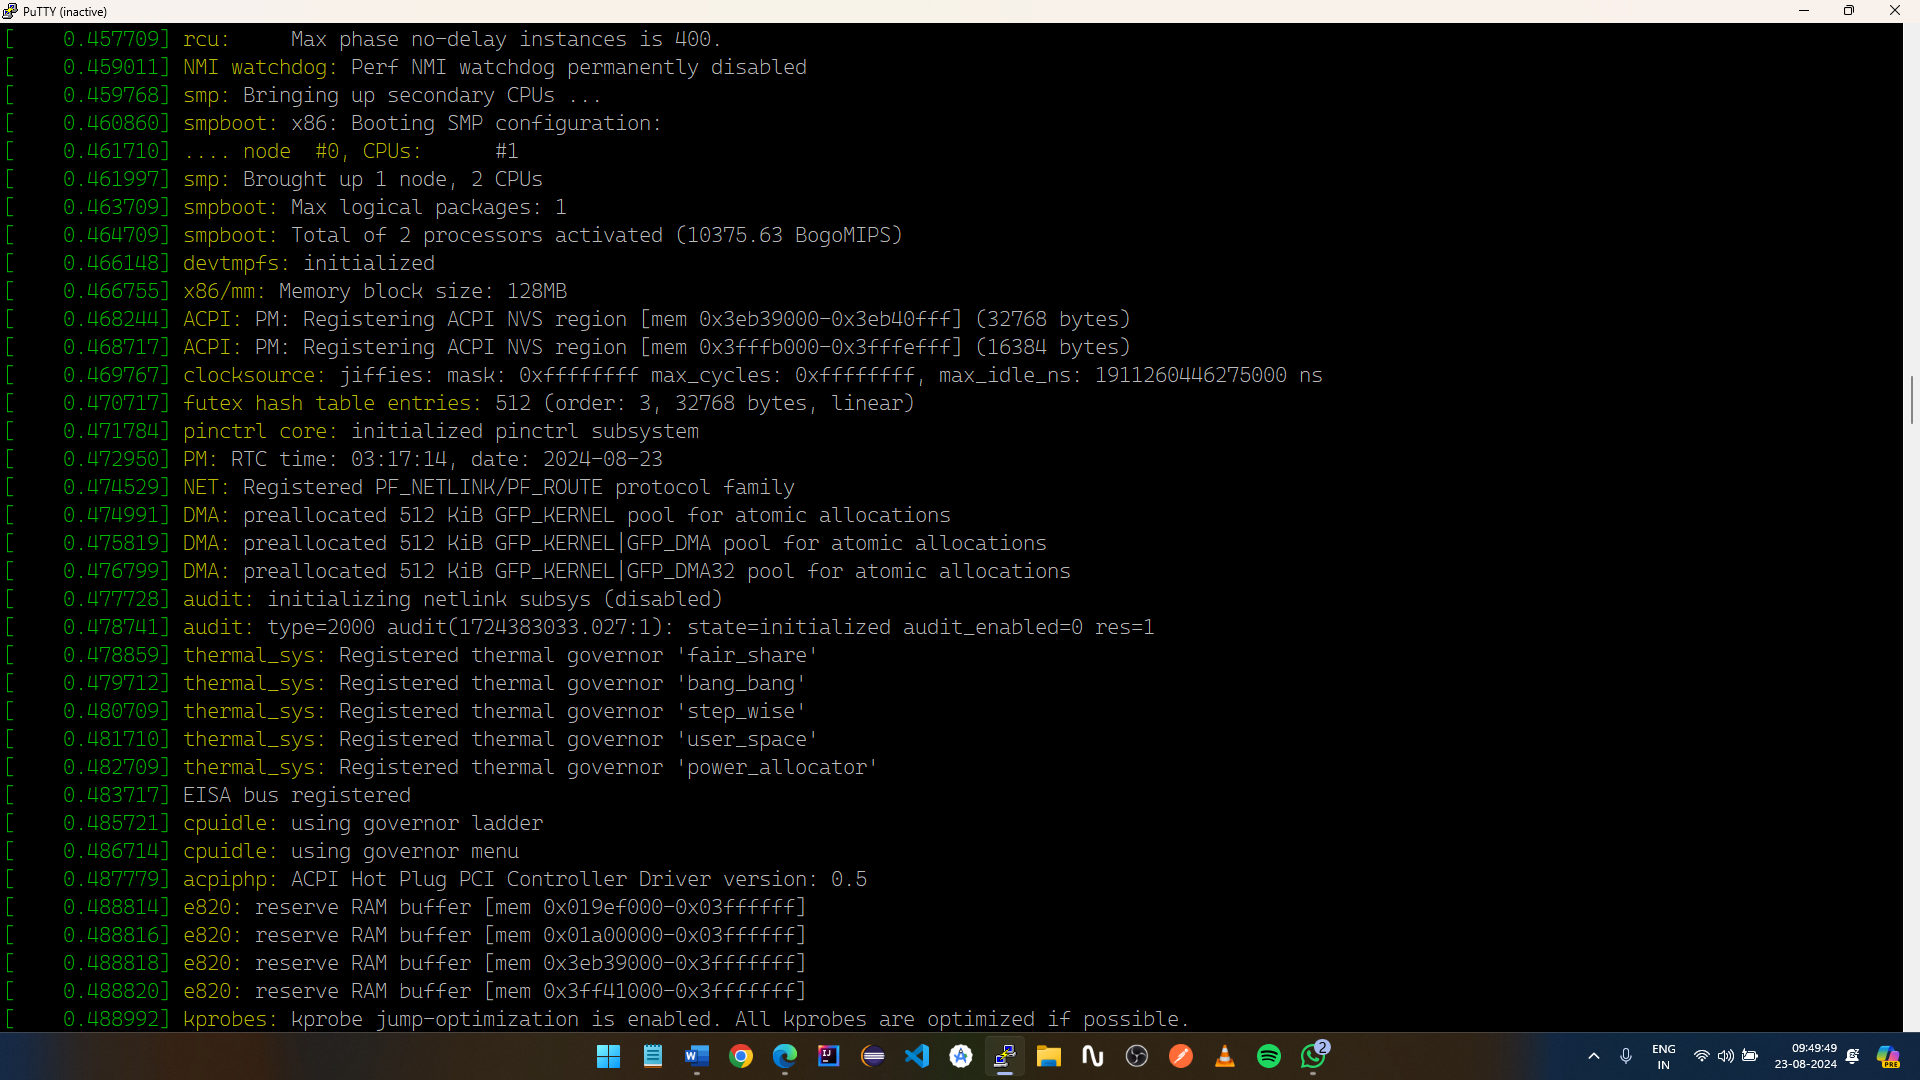 PuTTY (inactive)
[    0.457709] rcu:     Max phase no-delay instances is 400.
[    0.459011] NMI watchdog: Perf NMI watchdog permanently disabled
[    0.459768] smp: Bringing up secondary CPUs ...
[    0.460860] smpboot: x86: Booting SMP configuration:
[    0.461710] .... node  #0, CPUs:      #1
[    0.461997] smp: Brought up 1 node, 2 CPUs
[    0.463709] smpboot: Max logical packages: 1
[    0.464709] smpboot: Total of 2 processors activated (10375.63 BogoMIPS)
[    0.466148] devtmpfs: initialized
[    0.466755] x86/mm: Memory block size: 128MB
[    0.468244] ACPI: PM: Registering ACPI NVS region [mem 0x3eb39000-0x3eb40fff] (32768 bytes)
[    0.468717] ACPI: PM: Registering ACPI NVS region [mem 0x3fffb000-0x3fffefff] (16384 bytes)
[    0.469767] clocksource: jiffies: mask: 0xffffffff max_cycles: 0xffffffff, max_idle_ns: 1911260446275000 ns
[    0.470717] futex hash table entries: 512 (order: 3, 32768 bytes, linear)
[    0.471784] pinctrl core: initialized pinctrl subsystem
[    0.472950] PM: RTC time: 03:17:14, date: 2024-08-23
[    0.474529] NET: Registered PF_NETLINK/PF_ROUTE protocol family
[    0.474991] DMA: preallocated 512 KiB GFP_KERNEL pool for atomic allocations
[    0.475819] DMA: preallocated 512 KiB GFP_KERNEL|GFP_DMA pool for atomic allocations
[    0.476799] DMA: preallocated 512 KiB GFP_KERNEL|GFP_DMA32 pool for atomic allocations
[    0.477728] audit: initializing netlink subsys (disabled)
[    0.478741] audit: type=2000 audit(1724383033.027:1): state=initialized audit_enabled=0 res=1
[    0.478859] thermal_sys: Registered thermal governor 'fair_share'
[    0.479712] thermal_sys: Registered thermal governor 'bang_bang'
[    0.480709] thermal_sys: Registered thermal governor 'step_wise'
[    0.481710] thermal_sys: Registered thermal governor 'user_space'
[    0.482709] thermal_sys: Registered thermal governor 'power_allocator'
[    0.483717] EISA bus registered
[    0.485721] cpuidle: using governor ladder
[    0.486714] cpuidle: using governor menu
[    0.487779] acpiphp: ACPI Hot Plug PCI Controller Driver version: 0.5
[    0.488814] e820: reserve RAM buffer [mem 0x019ef000-0x03ffffff]
[    0.488816] e820: reserve RAM buffer [mem 0x01a00000-0x03ffffff]
[    0.488818] e820: reserve RAM buffer [mem 0x3eb39000-0x3fffffff]
[    0.488820] e820: reserve RAM buffer [mem 0x3ff41000-0x3fffffff]
[    0.488992] kprobes: kprobe jump-optimization is enabled. All kprobes are optimized if possible.
2
ENG
IN
09:49:49
23-08-2024
PRE